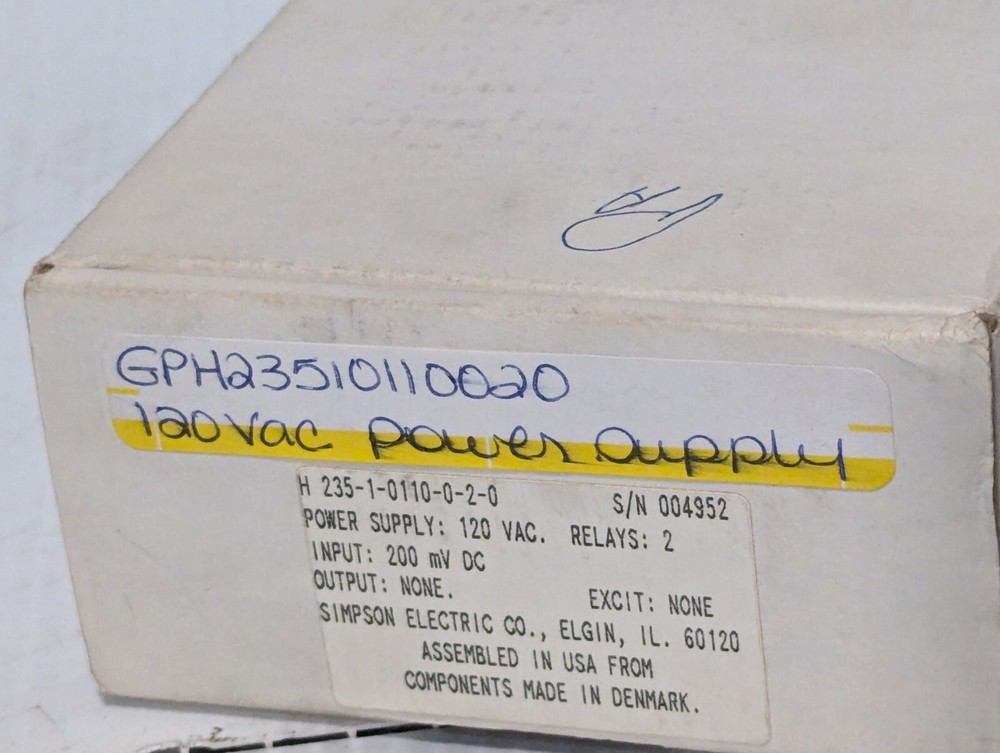 GPH23510110020
120 vac power supply
H 235-1-0110-0-2-0 S/N 004952
POWER SUPPLY: 120 VAC. RELAYS: 2
INPUT: 200 mV DC
OUTPUT: NONE. EXCIT: NONE
SIMPSON ELECTRIC CO., ELGIN, IL. 60120
ASSEMBLED IN USA FROM
COMPONENTS MADE IN DENMARK.